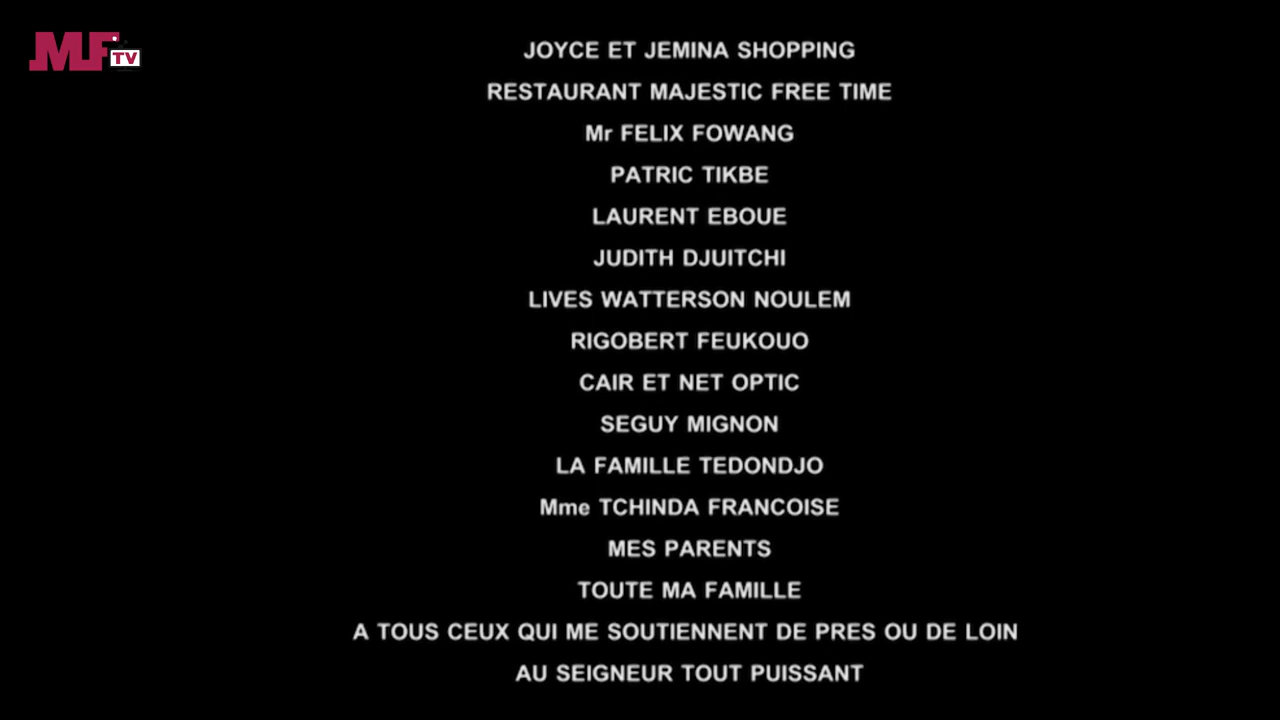 MF TV
JOYCE ET JEMINA SHOPPING
RESTAURANT MAJESTIC FREE TIME
Mr FELIX FOWANG
PATRIC TIKBE
LAURENT EBOUE
JUDITH DJUITCHI
LIVES WATTERSON NOULEM
RIGOBERT FEUKOUO
CAIR ET NET OPTIC
SEGUY MIGNON
LA FAMILLE TEDONDJO
Mme TCHINDA FRANCOISE
MES PARENTS
TOUTE MA FAMILLE
A TOUS CEUX QUI ME SOUTIENNENT DE PRES OU DE LOIN
AU SEIGNEUR TOUT PUISSANT